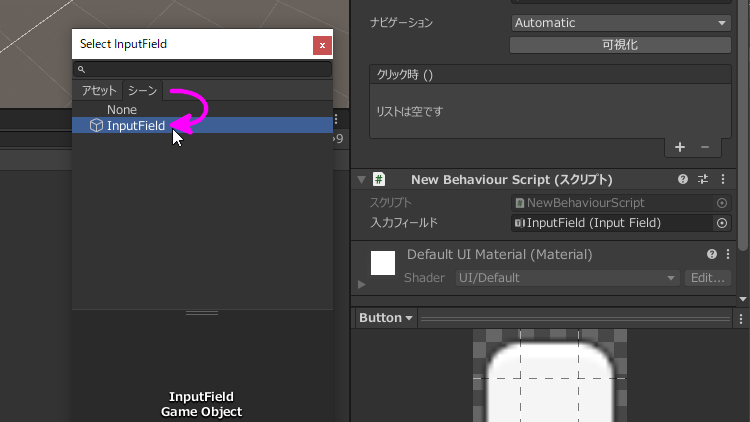 Select InputField
x
アセット シーン
None
InputField
InputField
Game Object
9
ナビゲーション Automatic
可視化
クリック時 ()
リストは空です
+ −
# New Behaviour Script (スクリプト)
スクリプト NewBehaviourScript
入力フィールド InputField (Input Field)
Default UI Material (Material)
Shader UI/Default Edit...
Button